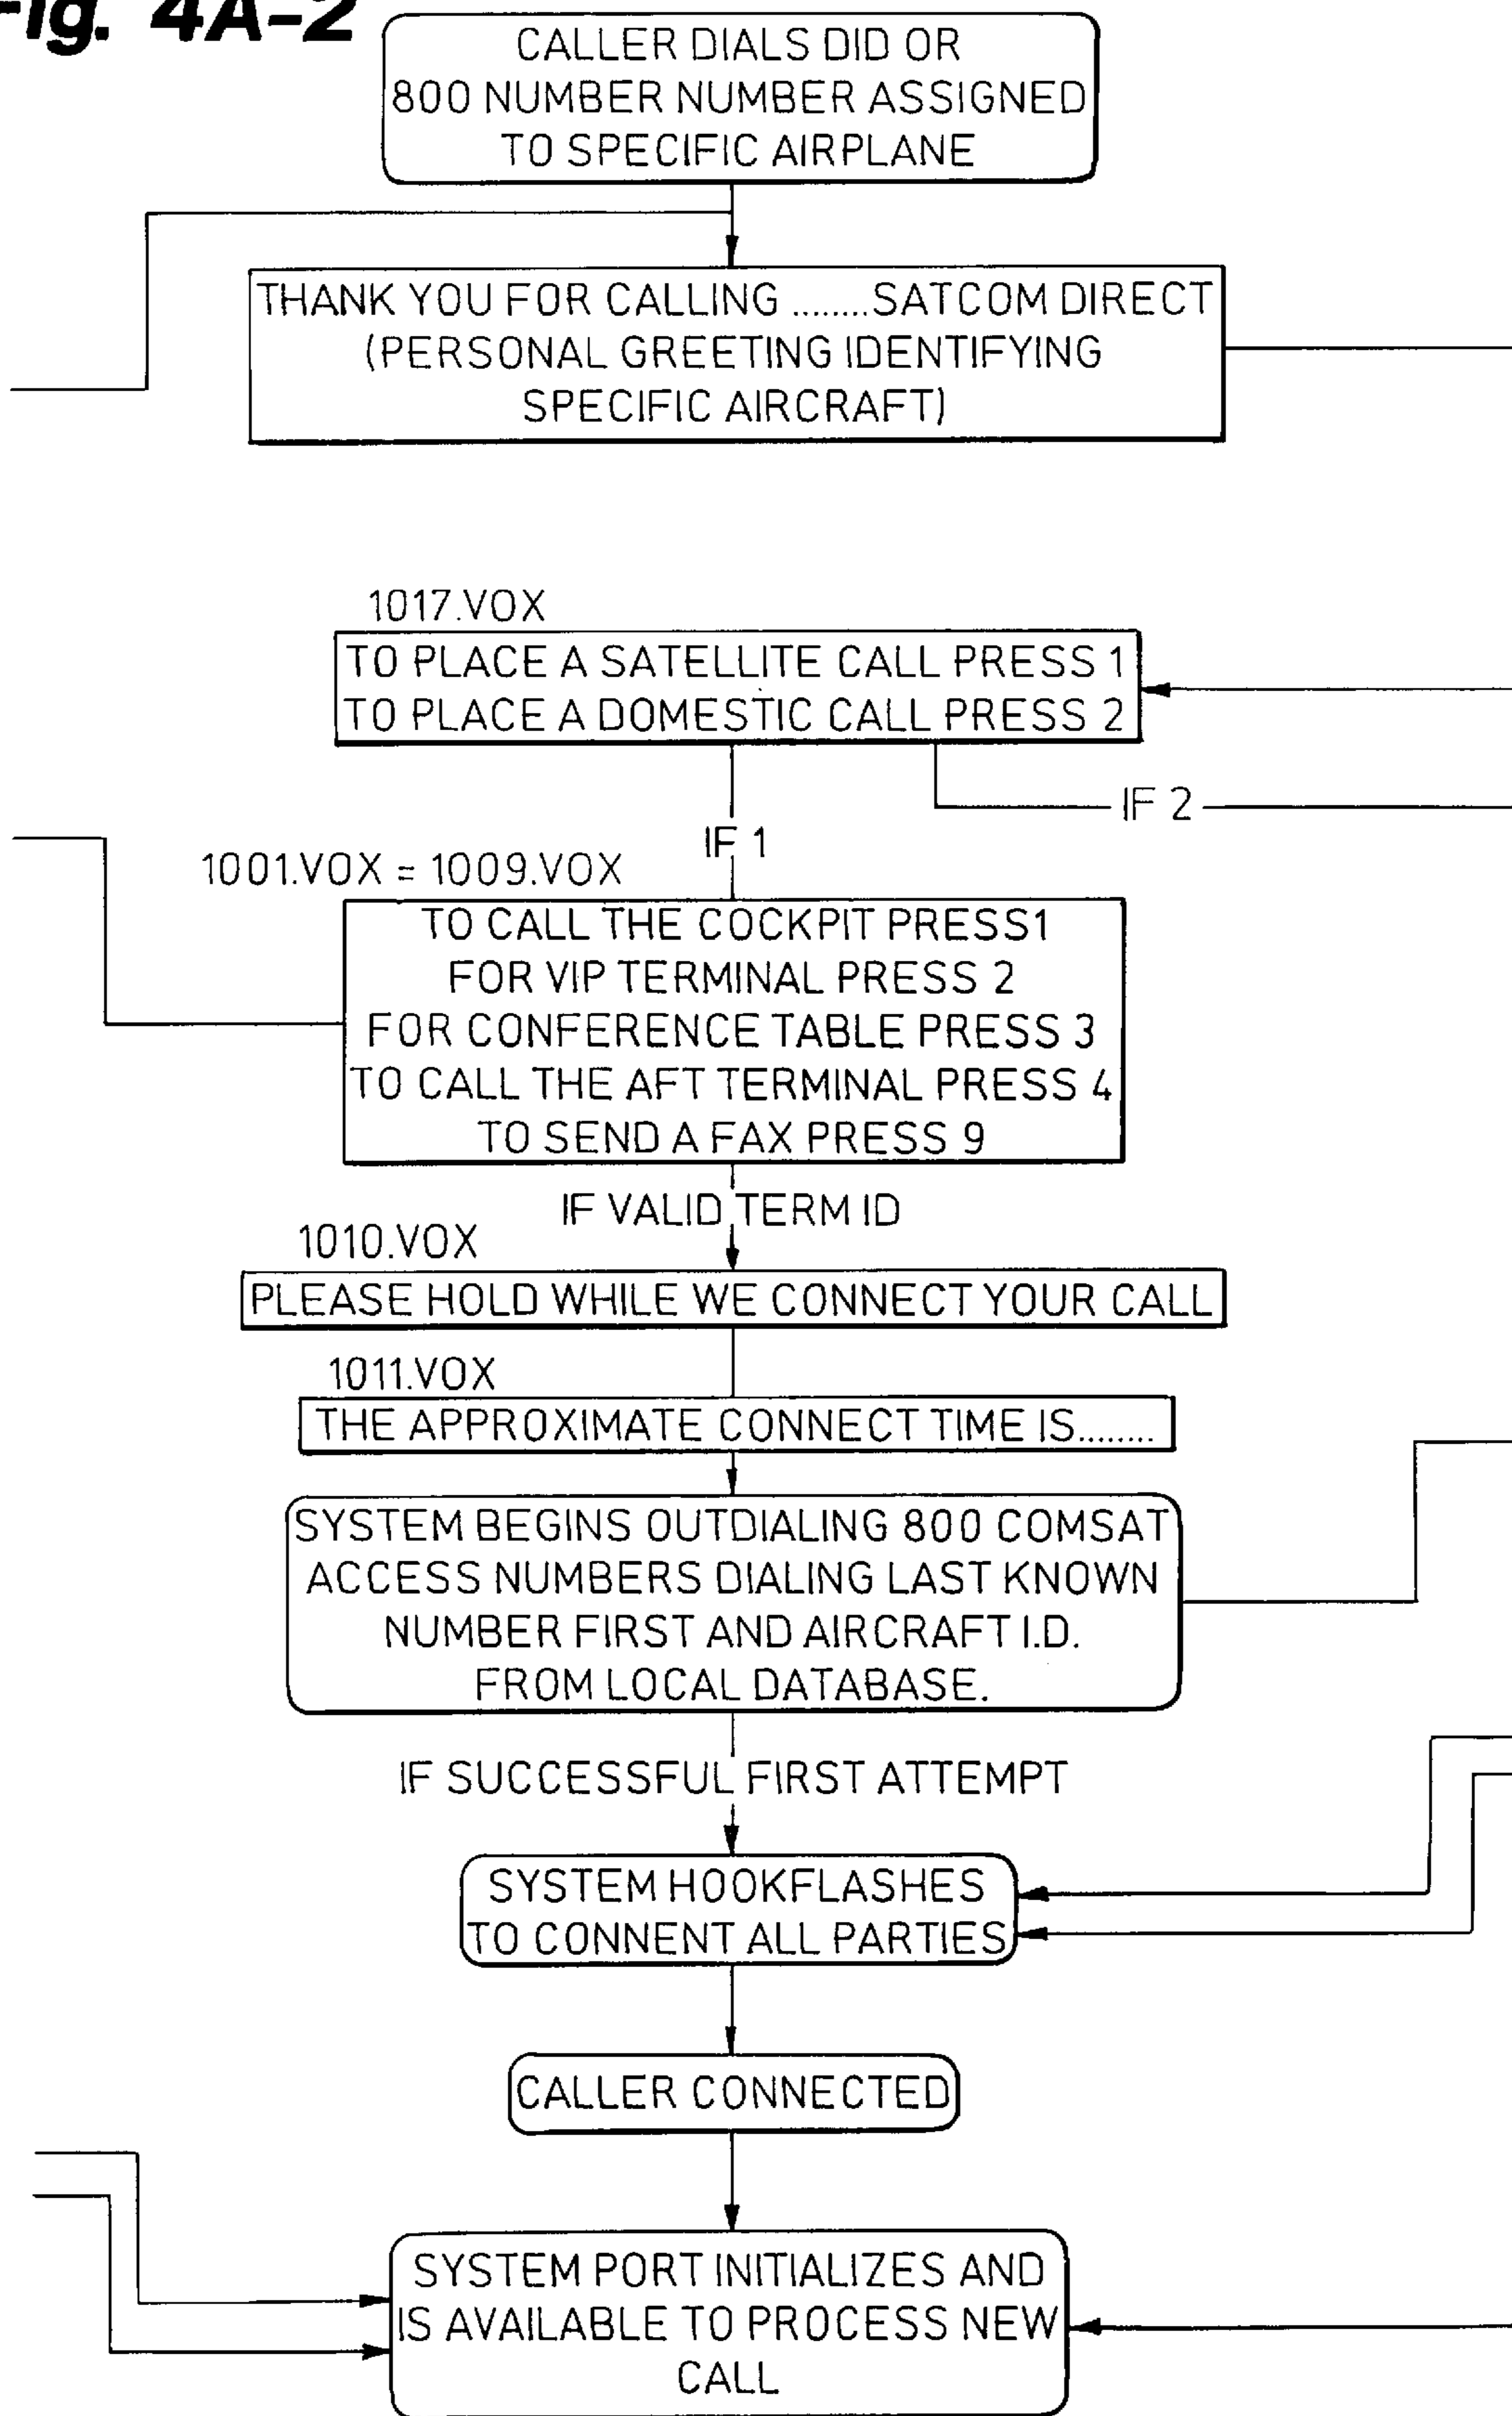 Fig. 4A-2
CALLER DIALS DID OR
800 NUMBER NUMBER ASSIGNED
TO SPECIFIC AIRPLANE
THANK YOU FOR CALLING ........SATCOM DIRECT
(PERSONAL GREETING IDENTIFYING
SPECIFIC AIRCRAFT)
1017.VOX
TO PLACE A SATELLITE CALL PRESS 1
TO PLACE A DOMESTIC CALL PRESS 2
IF 2
IF 1
1001.VOX = 1009.VOX
TO CALL THE COCKPIT PRESS1
FOR VIP TERMINAL PRESS 2
FOR CONFERENCE TABLE PRESS 3
TO CALL THE AFT TERMINAL PRESS 4
TO SEND A FAX PRESS 9
IF VALID TERM ID
1010.VOX
PLEASE HOLD WHILE WE CONNECT YOUR CALL
1011.VOX
THE APPROXIMATE CONNECT TIME IS........
SYSTEM BEGINS OUTDIALING 800 COMSAT
ACCESS NUMBERS DIALING LAST KNOWN
NUMBER FIRST AND AIRCRAFT I.D.
FROM LOCAL DATABASE.
IF SUCCESSFUL FIRST ATTEMPT
SYSTEM HOOKFLASHES
TO CONNENT ALL PARTIES
CALLER CONNECTED
SYSTEM PORT INITIALIZES AND
IS AVAILABLE TO PROCESS NEW
CALL